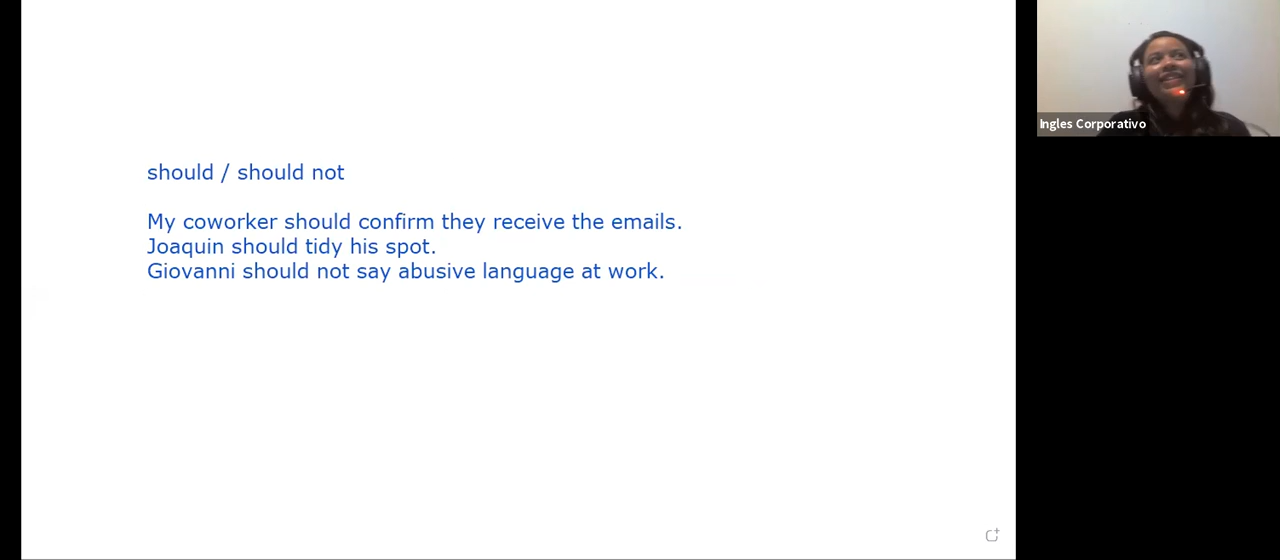 should / should not
My coworker should confirm they receive the emails.
Joaquin should tidy his spot.
Giovanni should not say abusive language at work.
Ingles Corporativo